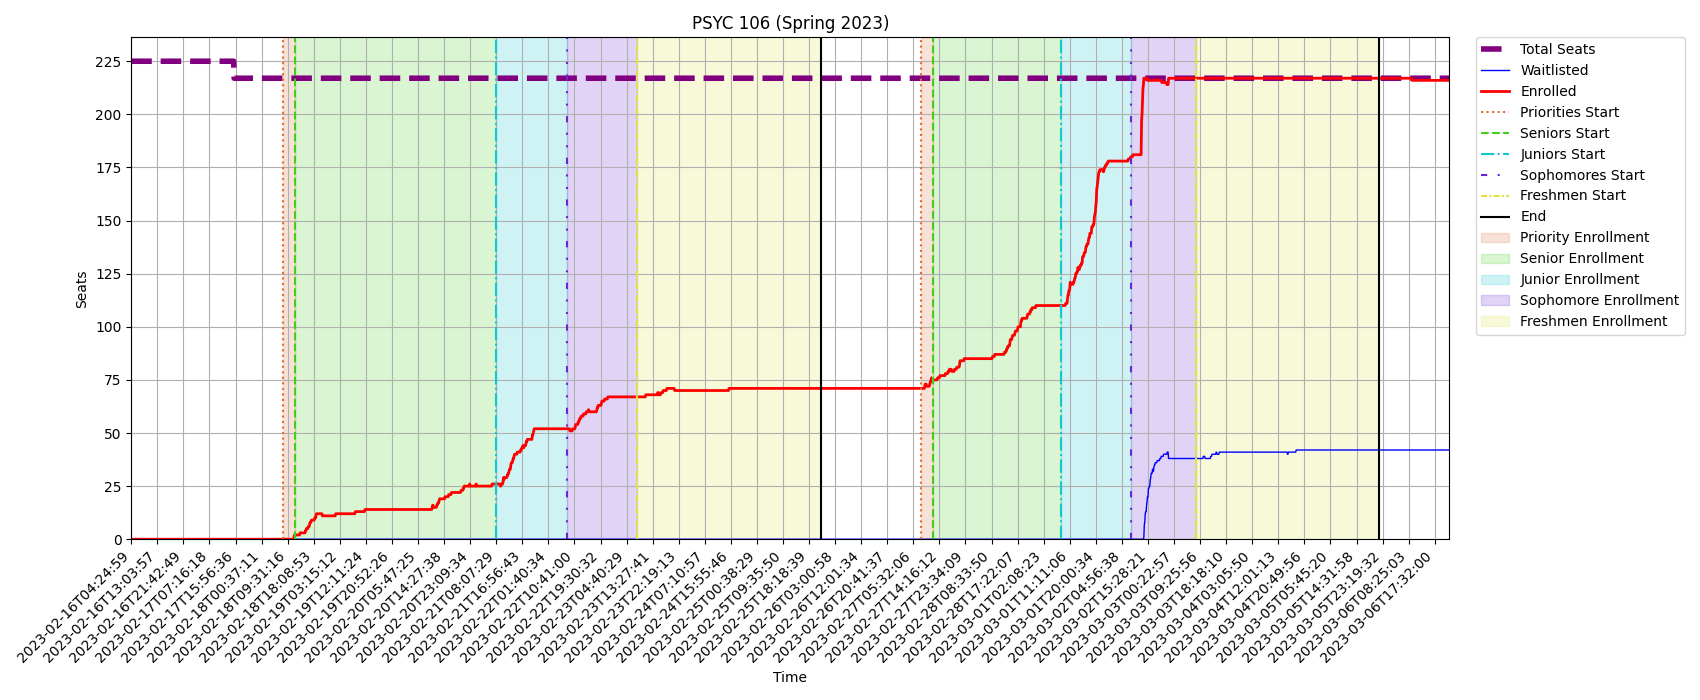 PSYC 106 (Spring 2023)
Seats
225
200
175
150
125
100
75
50
25
0
2023-02-16T04:24:59
2023-02-16T13:03:57
2023-02-16T21:42:49
2023-02-17T07:16:18
2023-02-17T15:56:36
2023-02-18T00:37:11
2023-02-18T09:31:16
2023-02-18T18:08:53
2023-02-19T03:15:12
2023-02-19T12:11:24
2023-02-19T20:52:26
2023-02-20T05:47:25
2023-02-20T14:27:38
2023-02-20T23:09:34
2023-02-21T08:07:29
2023-02-21T16:56:43
2023-02-22T01:40:34
2023-02-22T10:41:00
2023-02-22T19:30:32
2023-02-23T04:40:29
2023-02-23T13:27:41
2023-02-23T22:19:13
2023-02-24T07:10:57
2023-02-24T15:55:46
2023-02-25T00:38:29
2023-02-25T09:35:50
2023-02-25T18:18:39
2023-02-26T03:00:58
2023-02-26T12:01:34
2023-02-26T20:41:37
2023-02-27T05:32:06
2023-02-27T14:16:12
2023-02-27T23:34:09
2023-02-28T08:33:50
2023-02-28T17:22:07
2023-03-01T02:08:23
2023-03-01T11:11:06
2023-03-01T20:00:34
2023-03-02T04:56:38
2023-03-02T15:28:21
2023-03-03T00:22:57
2023-03-03T09:25:56
2023-03-03T18:18:10
2023-03-04T03:05:50
2023-03-04T12:01:13
2023-03-04T20:49:56
2023-03-05T05:45:20
2023-03-05T14:31:58
2023-03-05T23:19:32
2023-03-06T08:25:03
2023-03-06T17:32:00
Time
Total Seats
Waitlisted
Enrolled
Priorities Start
Seniors Start
Juniors Start
Sophomores Start
Freshmen Start
End
Priority Enrollment
Senior Enrollment
Junior Enrollment
Sophomore Enrollment
Freshmen Enrollment